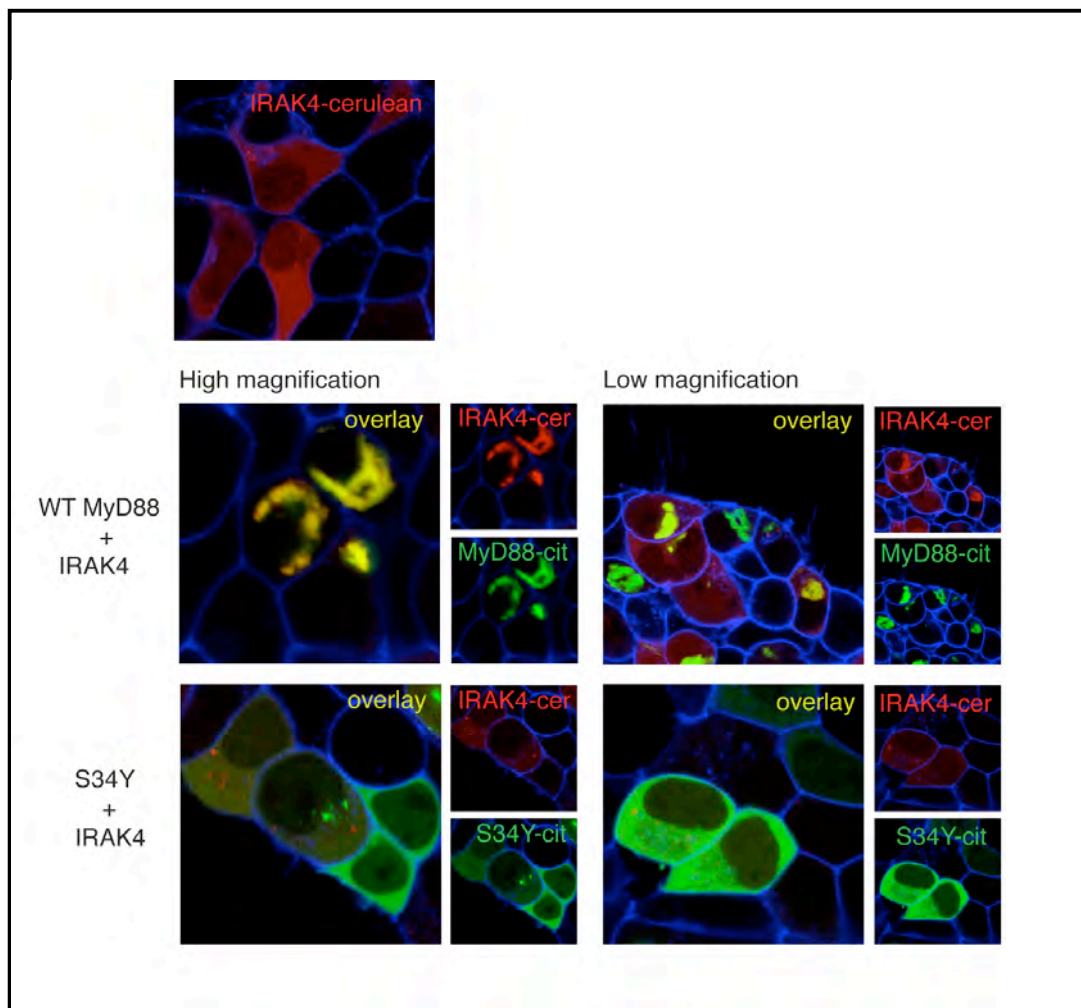 IRAK4-cerulean
High magnification
Low magnification
WT MyD88
+
IRAK4
overlay
IRAK4-cer
MyD88-cit
overlay
IRAK4-cer
MyD88-cit
S34Y
+
IRAK4
overlay
IRAK4-cer
S34Y-cit
overlay
IRAK4-cer
S34Y-cit